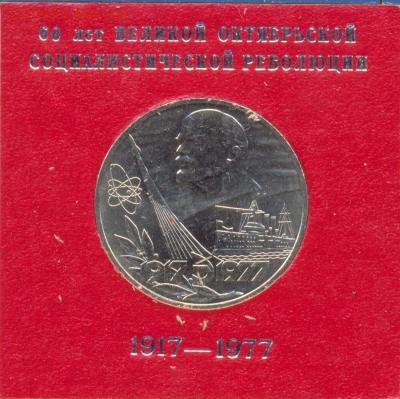 60 лет ВЕЛИКОЙ ОКТЯБРЬСКОЙ
СОЦИАЛИСТИЧЕСКОЙ РЕВОЛЮЦИИ
1917 1977
1917—1977